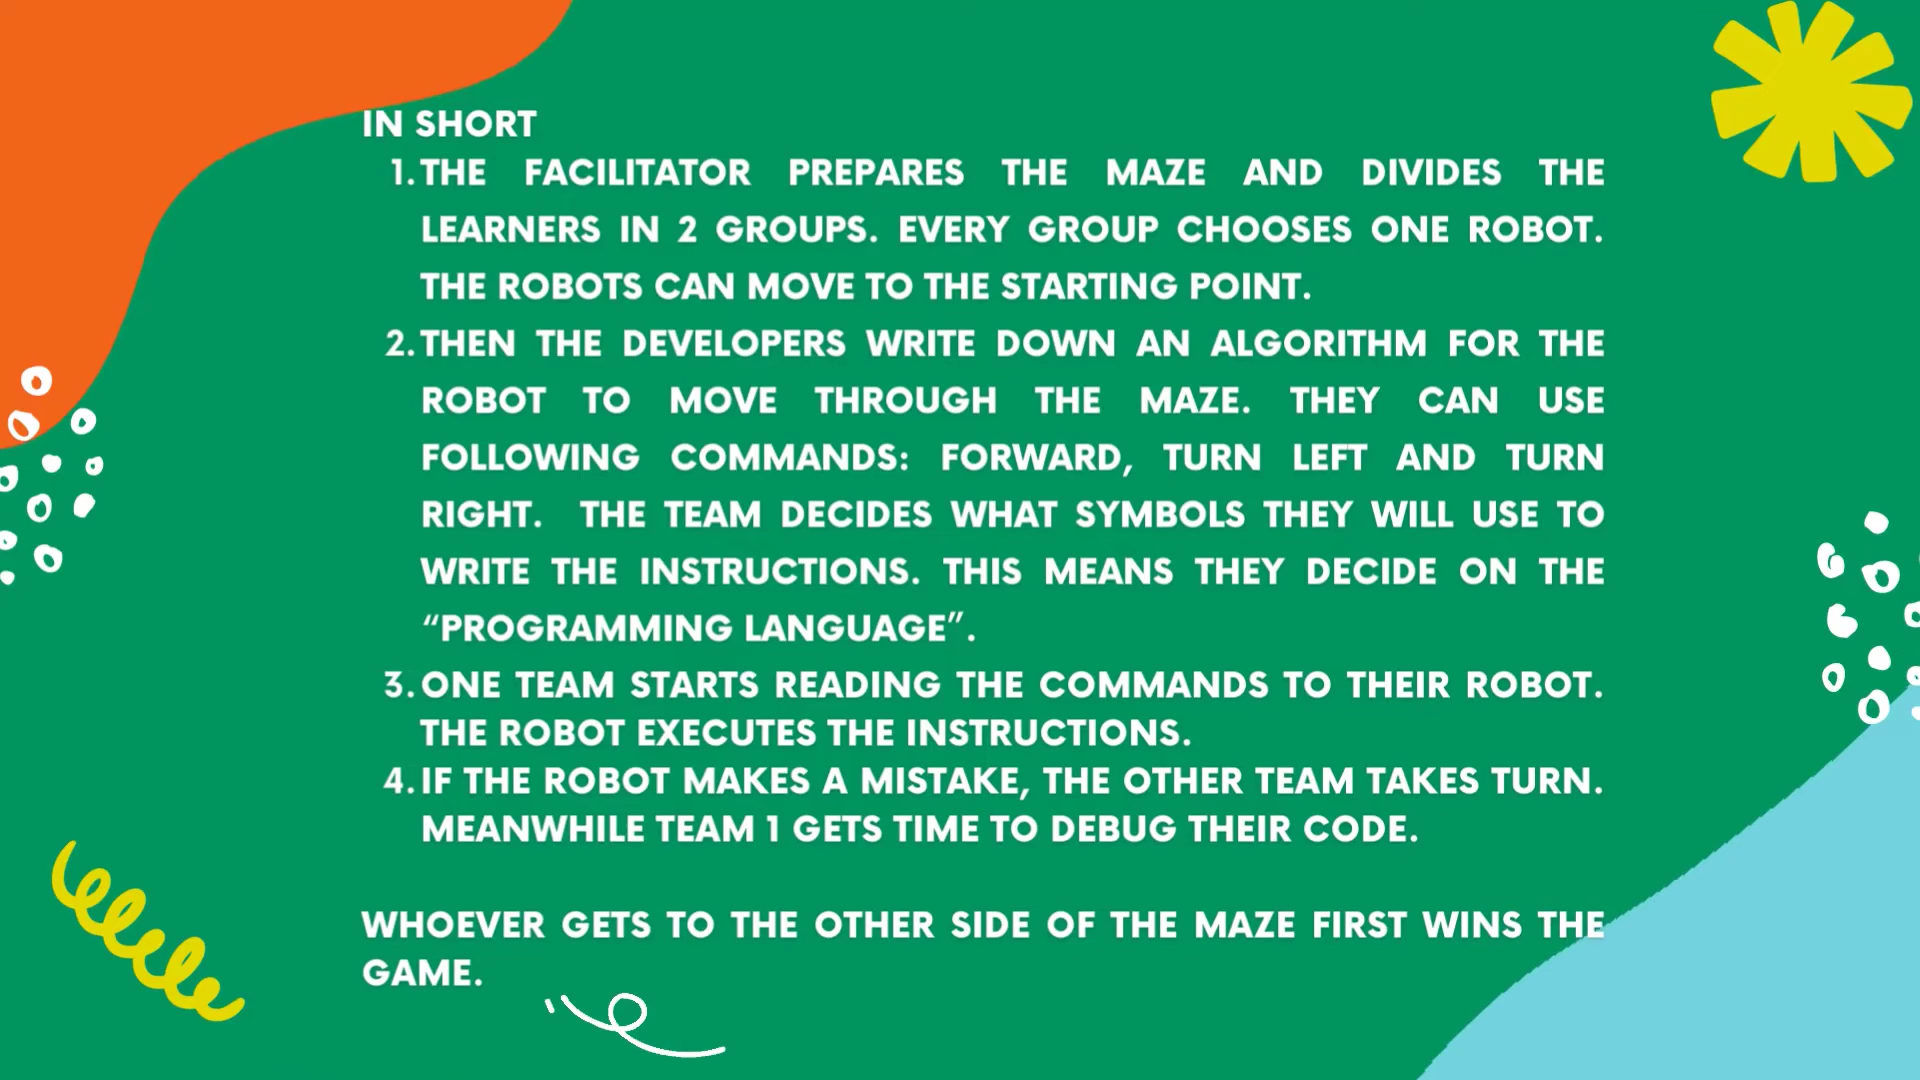 IN SHORT
1. THE FACILITATOR PREPARES THE MAZE AND DIVIDES THE
LEARNERS IN 2 GROUPS. EVERY GROUP CHOOSES ONE ROBOT.
THE ROBOTS CAN MOVE TO THE STARTING POINT.
2. THEN THE DEVELOPERS WRITE DOWN AN ALGORITHM FOR THE
ROBOT TO MOVE THROUGH THE MAZE. THEY CAN USE
FOLLOWING COMMANDS: FORWARD, TURN LEFT AND TURN
RIGHT. THE TEAM DECIDES WHAT SYMBOLS THEY WILL USE TO
WRITE THE INSTRUCTIONS. THIS MEANS THEY DECIDE ON THE
“PROGRAMMING LANGUAGE”.
3. ONE TEAM STARTS READING THE COMMANDS TO THEIR ROBOT.
THE ROBOT EXECUTES THE INSTRUCTIONS.
4. IF THE ROBOT MAKES A MISTAKE, THE OTHER TEAM TAKES TURN.
MEANWHILE TEAM 1 GETS TIME TO DEBUG THEIR CODE.
WHOEVER GETS TO THE OTHER SIDE OF THE MAZE FIRST WINS THE
GAME.